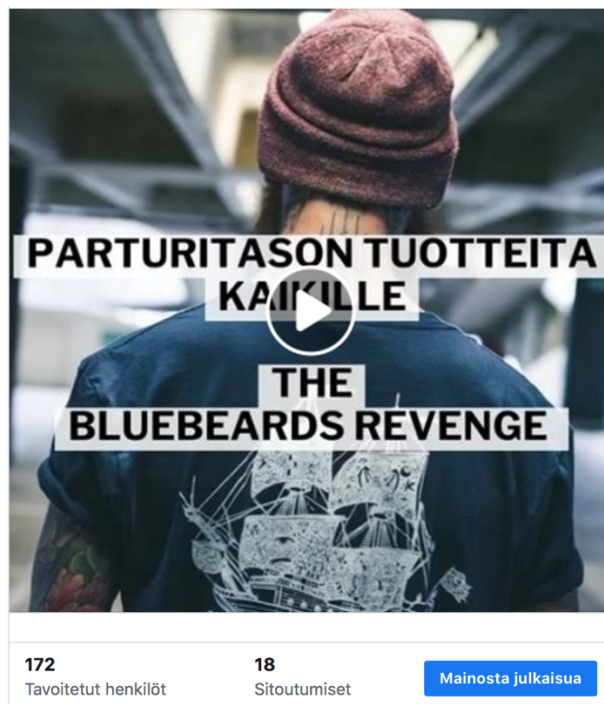 PARTURITASON TUOTTEITA
KAIKILLE
THE
BLUEBEARDS REVENGE
172
Tavoitetut henkilöt
18
Sitoutumiset
Mainosta julkaisua